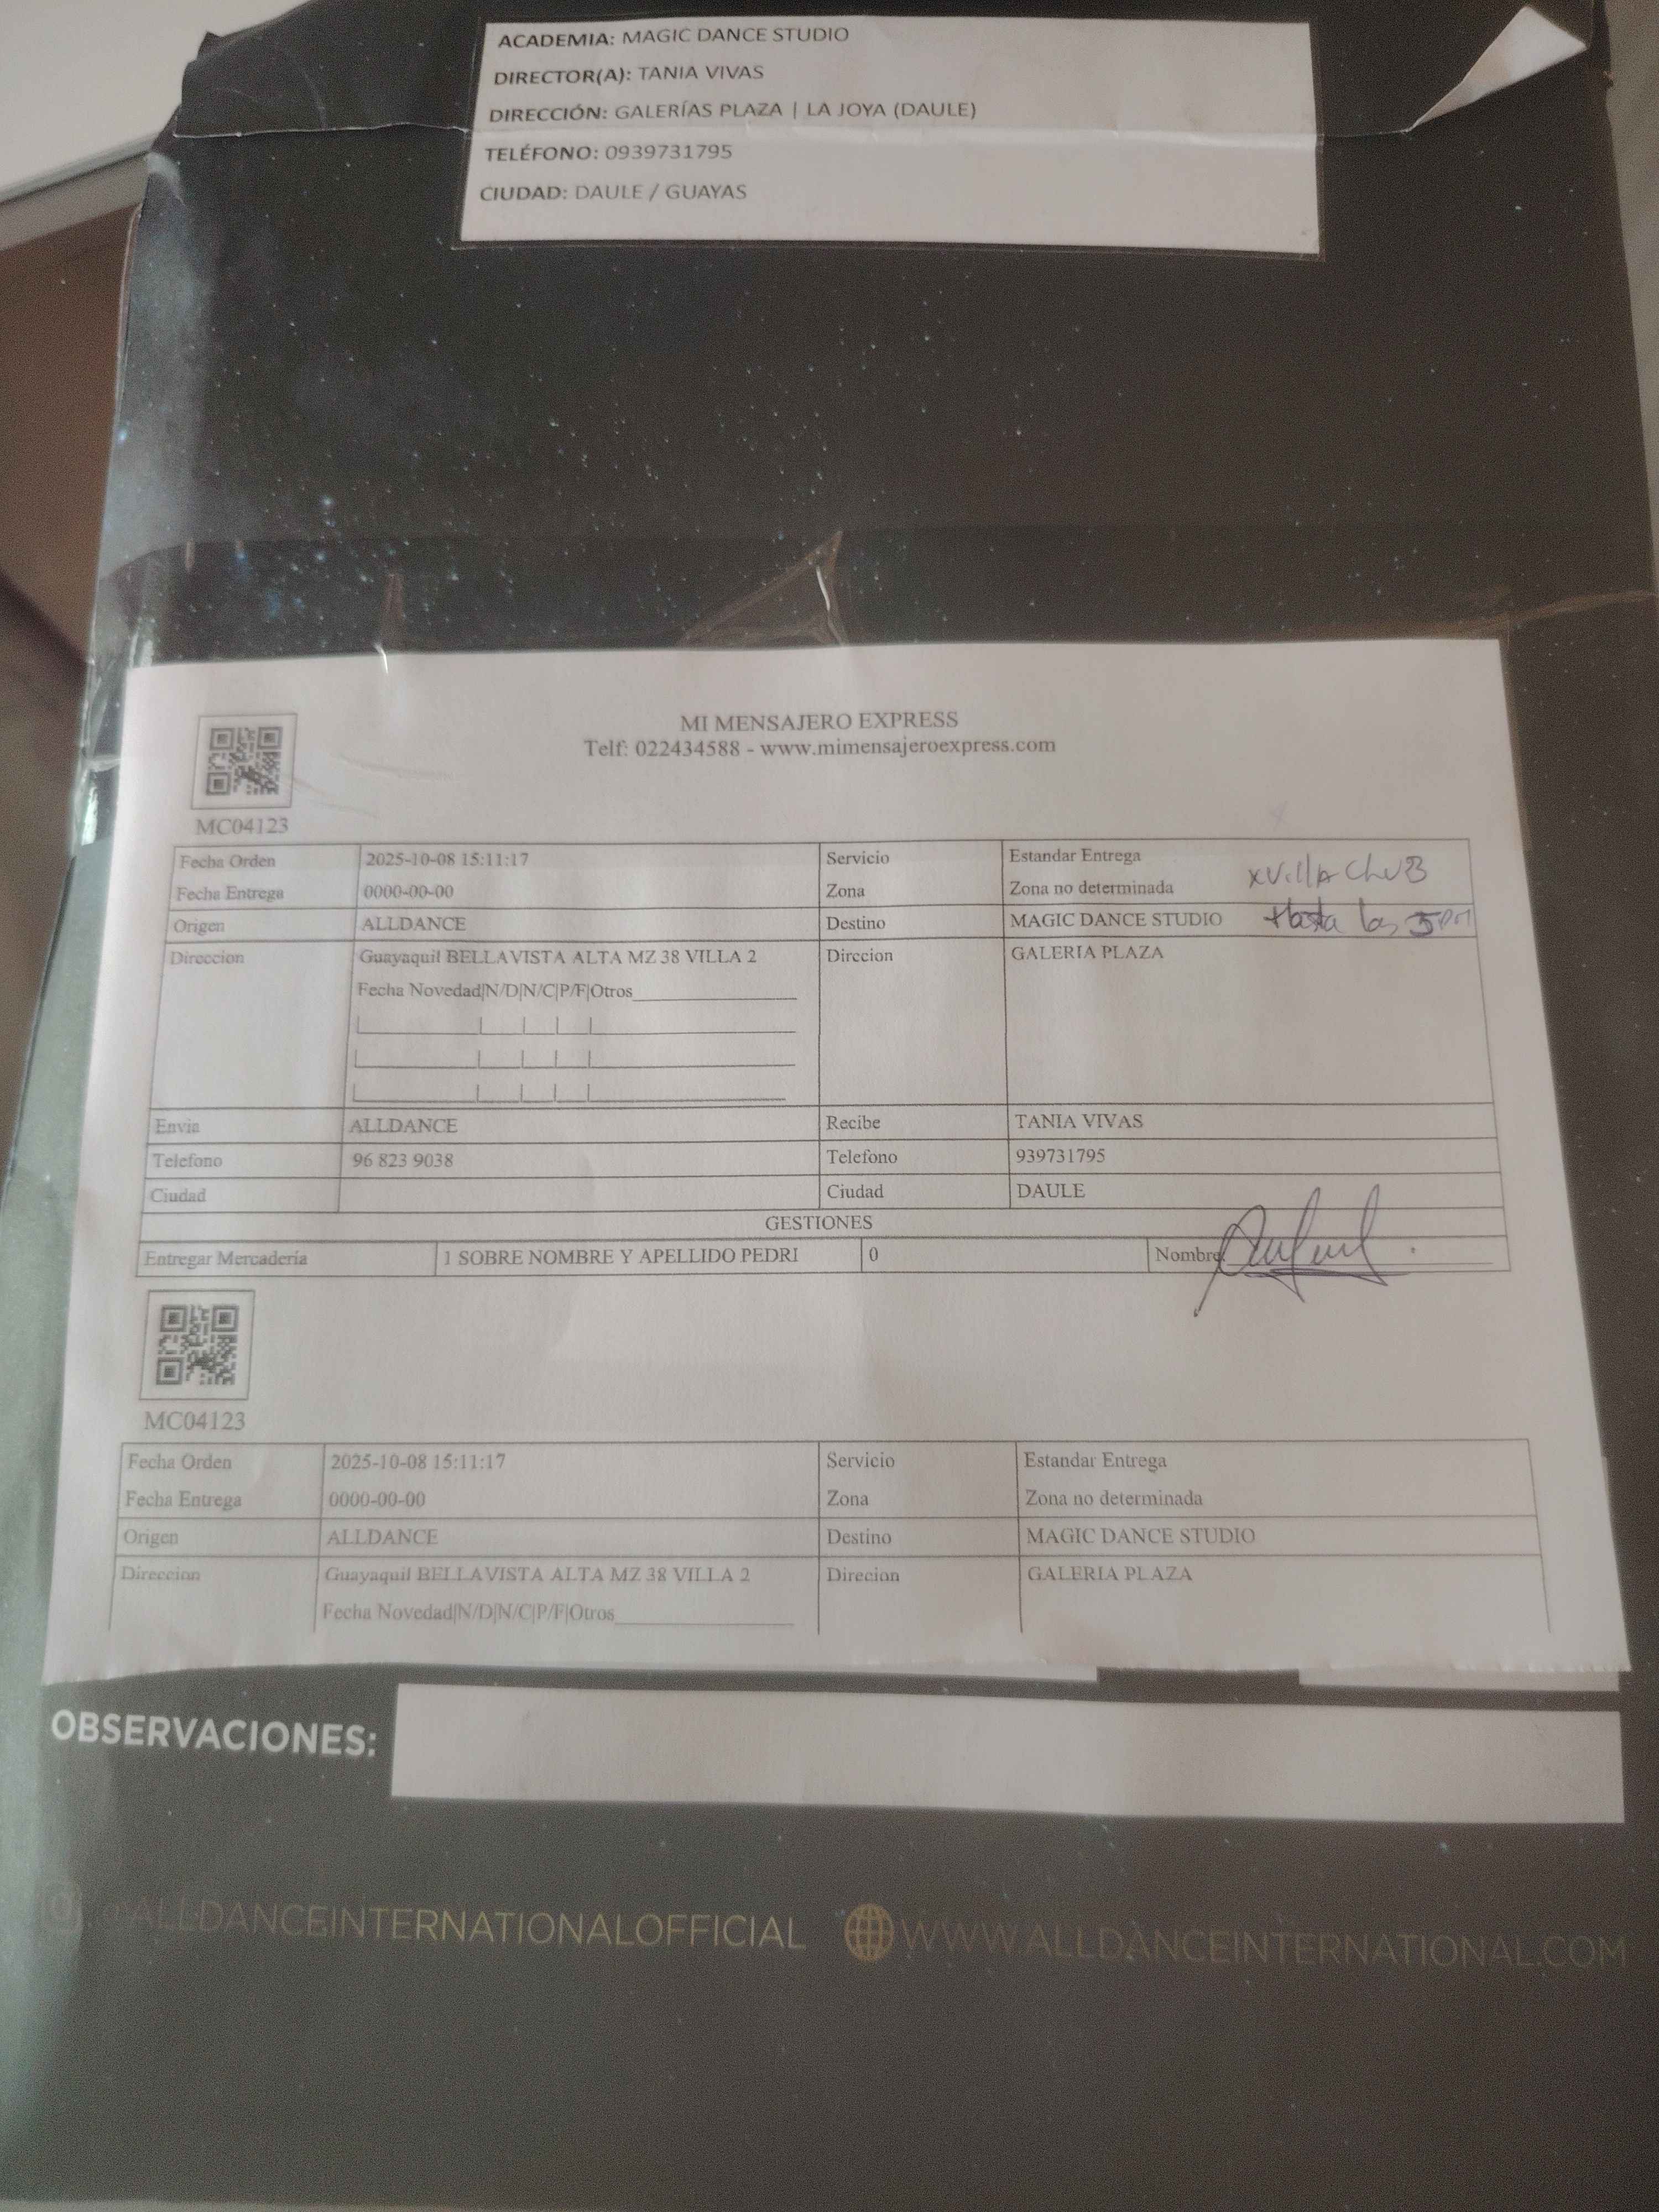 ACADEMIA: MAGIC DANCE STUDIO
DIRECTOR(A): TANIA VIVAS
DIRECCIÓN: GALERÍAS PLAZA | LA JOYA (DAULE)
TELÉFONO: 0939731795
CIUDAD: DAULE / GUAYAS
MI MENSAJERO EXPRESS
Telf: 022434588 - www.mimensajeroexpress.com
MC04123
Fecha Orden 2025-10-08 15:11:17 Servicio Estandar Entrega
Fecha Entrega 0000-00-00 Zona Zona no determinada
Origen ALLDANCE Destino MAGIC DANCE STUDIO Hasta las 5PM
Direccion Guayaquil BELLAVISTA ALTA MZ 38 VILLA 2 Direcion GALERIA PLAZA
Fecha Novedad|N/D|N/C|P/F|Otros
Envia ALLDANCE Recibe TANIA VIVAS
Telefono 96 823 9038 Telefono 939731795
Ciudad Ciudad DAULE
GESTIONES
Entregar Mercadería 1 SOBRE NOMBRE Y APELLIDO PEDRI 0 Nombre
MC04123
Fecha Orden 2025-10-08 15:11:17 Servicio Estandar Entrega
Fecha Entrega 0000-00-00 Zona Zona no determinada
Origen ALLDANCE Destino MAGIC DANCE STUDIO
Direccion Guayaquil BELLAVISTA ALTA MZ 38 VILLA 2 Direcion GALERIA PLAZA
Fecha Novedad|N/D|N/C|P/F|Otros
OBSERVACIONES:
@ALLDANCEINTERNATIONALOFFICIAL WWW.ALLDANCEINTERNATIONAL.COM